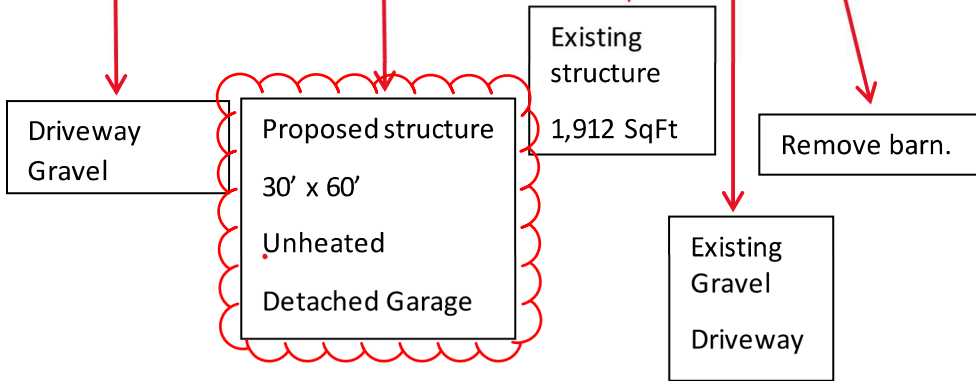 Driveway
Gravel
Proposed structure
30’ x 60’
Unheated
Detached Garage
Existing
structure
1,912 SqFt
Existing
Gravel
Driveway
Remove barn.